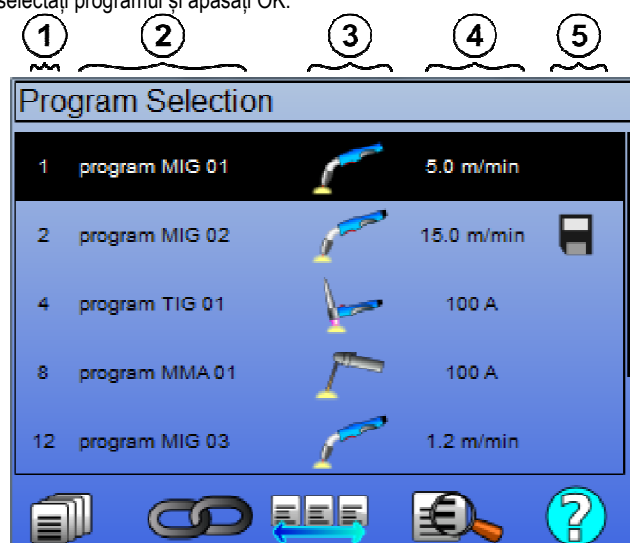 selectați programul și apăsați OK.
1 2 3 4 5
Program Selection
1 program MIG 01 5.0 m/min
2 program MIG 02 15.0 m/min
4 program TIG 01 100 A
8 program MMA 01 100 A
12 program MIG 03 1.2 m/min
?